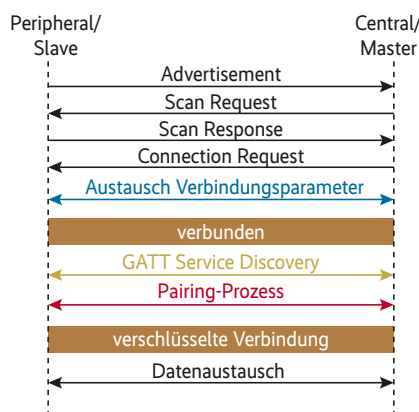 Peripheral/
Slave
Central/
Master
Advertisement
Scan Request
Scan Response
Connection Request
Austausch Verbindungsparameter
verbunden
GATT Service Discovery
Pairing-Prozess
verschlüsselte Verbindung
Datenaustausch